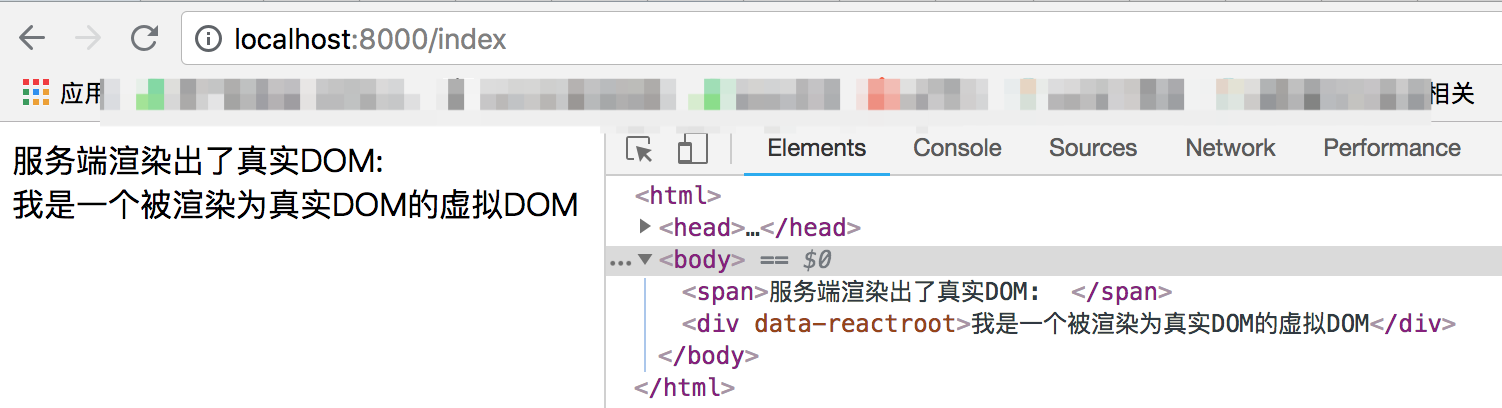 localhost:8000/index
应用
相关
服务端渲染出了真实DOM:
我是一个被渲染为真实DOM的虚拟DOM
Elements Console Sources Network Performance
<html>
<head>…</head>
… <body> == $0
<span>服务端渲染出了真实DOM: </span>
<div data-reactroot>我是一个被渲染为真实DOM的虚拟DOM</div>
</body>
</html>